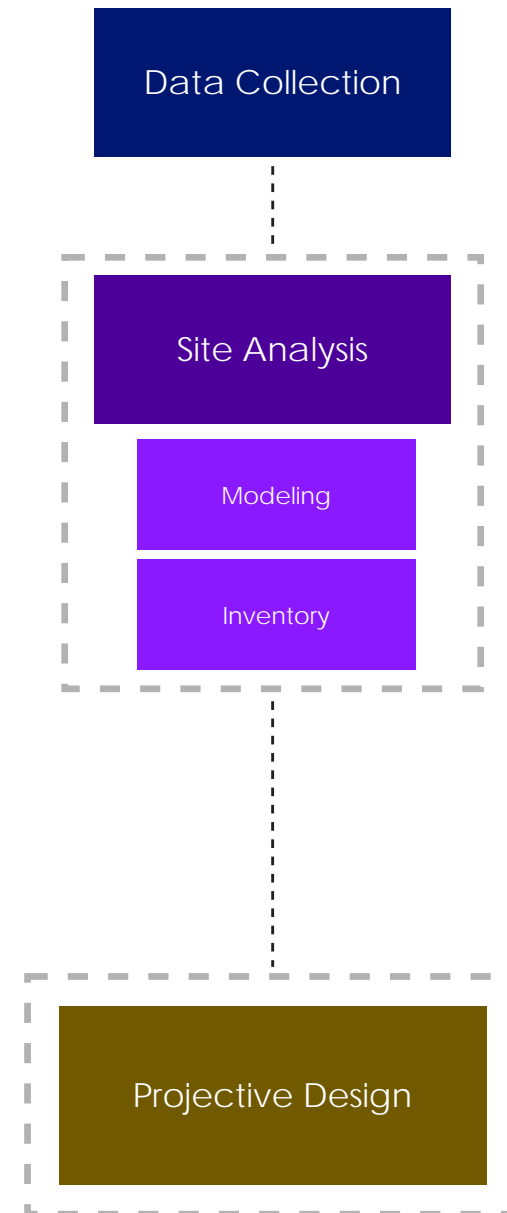 Data Collection
Site Analysis
Modeling
Inventory
Projective Design